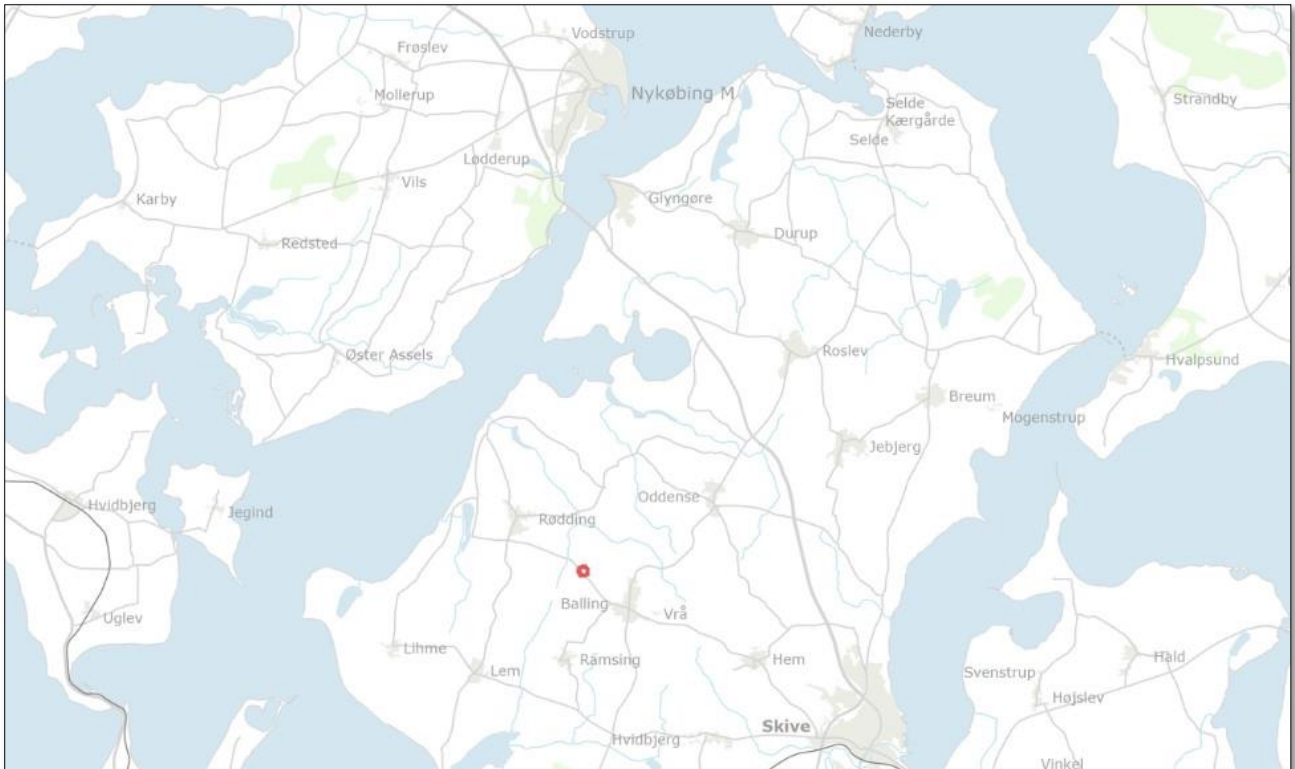 Vodstrup
Nederby
Frøslev
Mollerup
Nykøbing M
Strandby
Selde
Kærgårde
Selde
Lødderup
Vils
Karby
Glyngøre
Durup
Redsted
Øster Assels
Roslev
Hvalpsund
Breum
Mogenstrup
Jebjerg
Hvidbjerg
Jegind
Oddense
Rødding
Balling
Vrå
Uglev
Lihme
Lem
Ramsing
Hem
Svenstrup
Hald
Højslev
Skive
Hvidbjerg
Vinkel